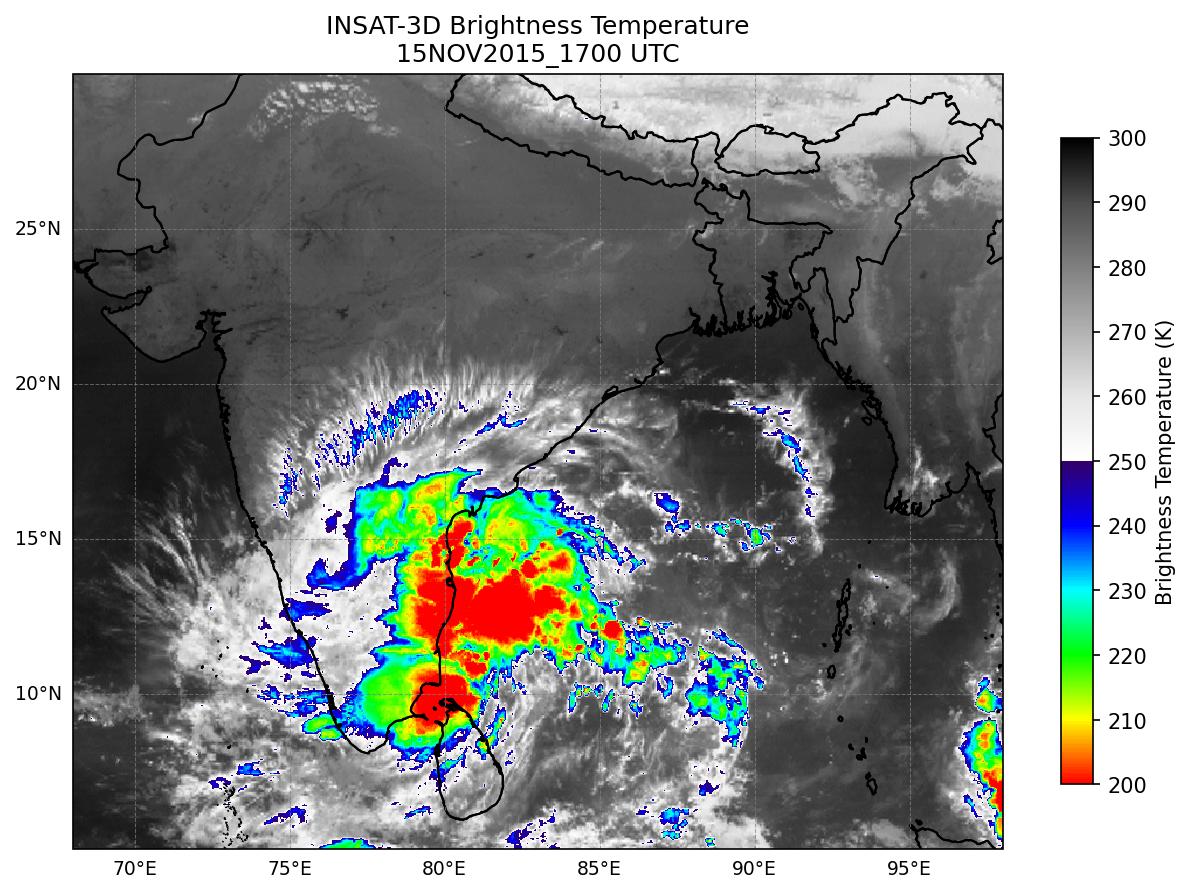 INSAT-3D Brightness Temperature
15NOV2015_1700 UTC
25°N
20°N
15°N
10°N
70°E
75°E
80°E
85°E
90°E
95°E
300
290
280
270
260
250
240
230
220
210
200
Brightness Temperature (K)